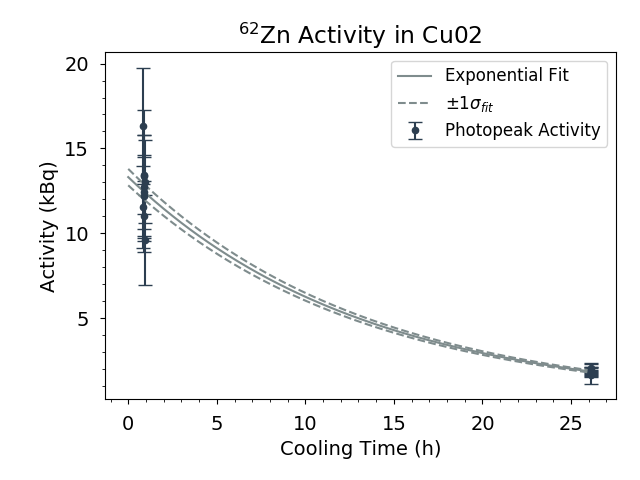 ⁶²Zn Activity in Cu02
Exponential Fit
±1σ_fit
Photopeak Activity
Activity (kBq)
20
15
10
5
0 5 10 15 20 25
Cooling Time (h)